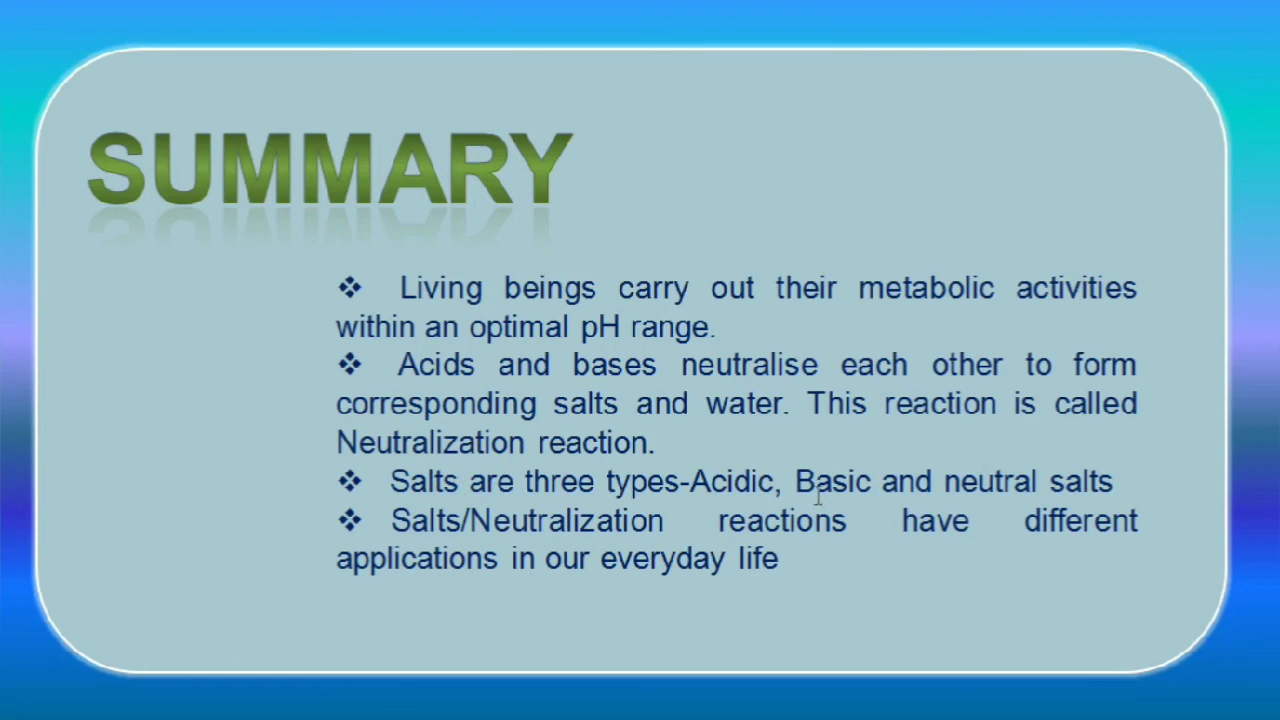 SUMMARY
❖ Living beings carry out their metabolic activities
within an optimal pH range.
❖ Acids and bases neutralise each other to form
corresponding salts and water. This reaction is called
Neutralization reaction.
❖ Salts are three types-Acidic, Basic and neutral salts
❖ Salts/Neutralization reactions have different
applications in our everyday life